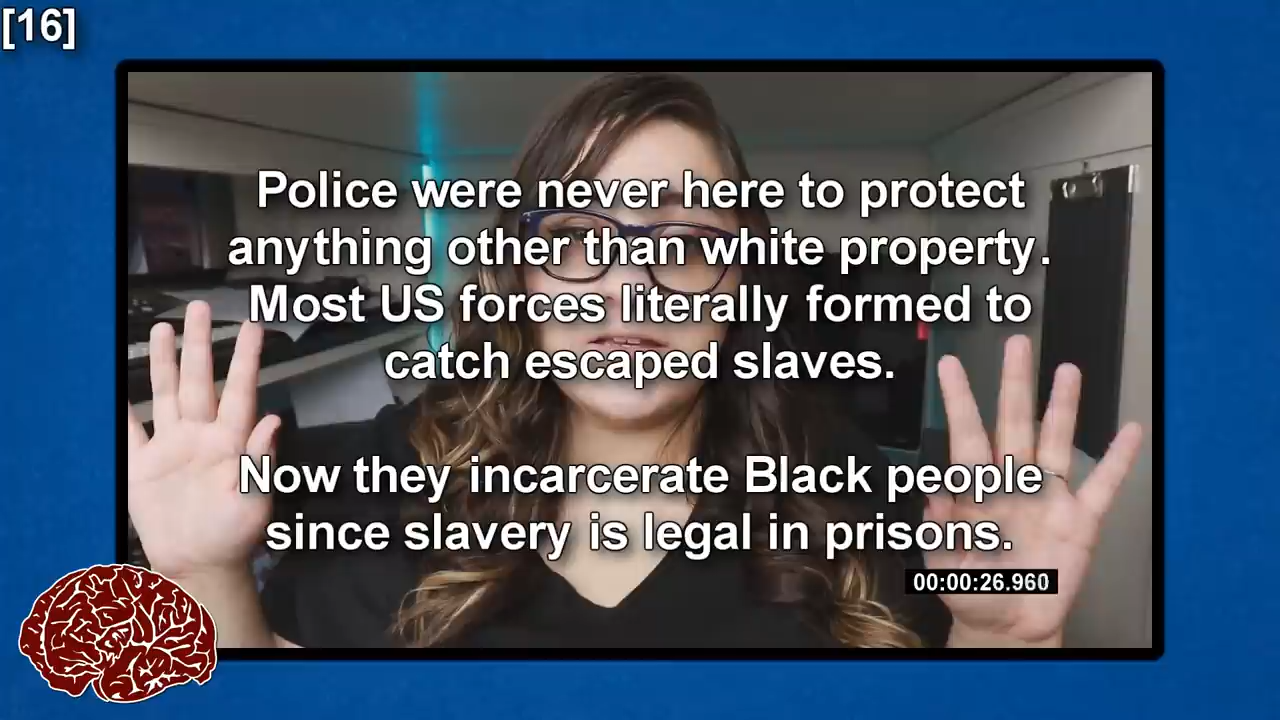 [16]
Police were never here to protect
anything other than white property.
Most US forces literally formed to
catch escaped slaves.
Now they incarcerate Black people
since slavery is legal in prisons.
00:00:26.960